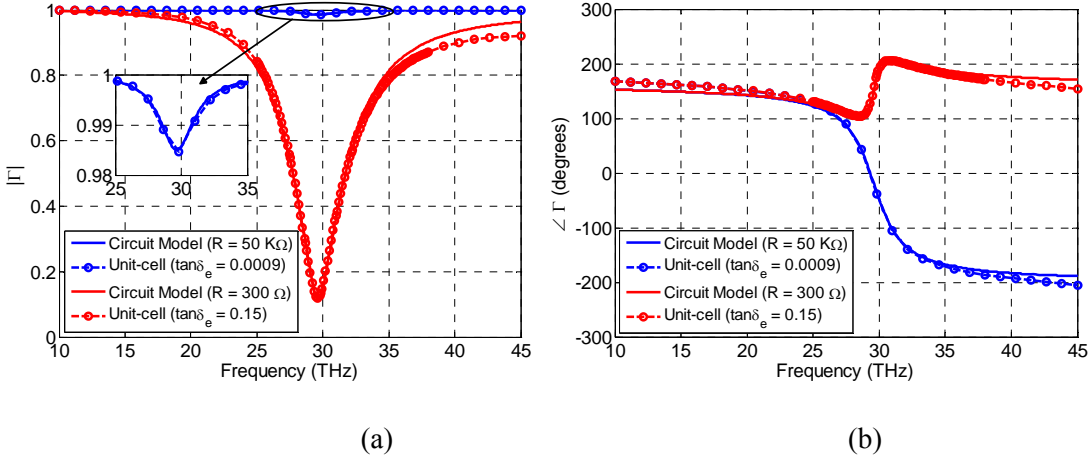 1
0.8
0.6
0.4
0.2
0
|Γ|
1
0.99
0.98
25 30 35
Circuit Model (R = 50 KΩ)
Unit-cell (tanδe = 0.0009)
Circuit Model (R = 300 Ω)
Unit-cell (tanδe = 0.15)
10 15 20 25 30 35 40 45
Frequency (THz)
(a)
300
200
100
0
-100
-200
-300
∠ Γ (degrees)
Circuit Model (R = 50 KΩ)
Unit-cell (tanδe = 0.0009)
Circuit Model (R = 300 Ω)
Unit-cell (tanδe = 0.15)
10 15 20 25 30 35 40 45
Frequency (THz)
(b)